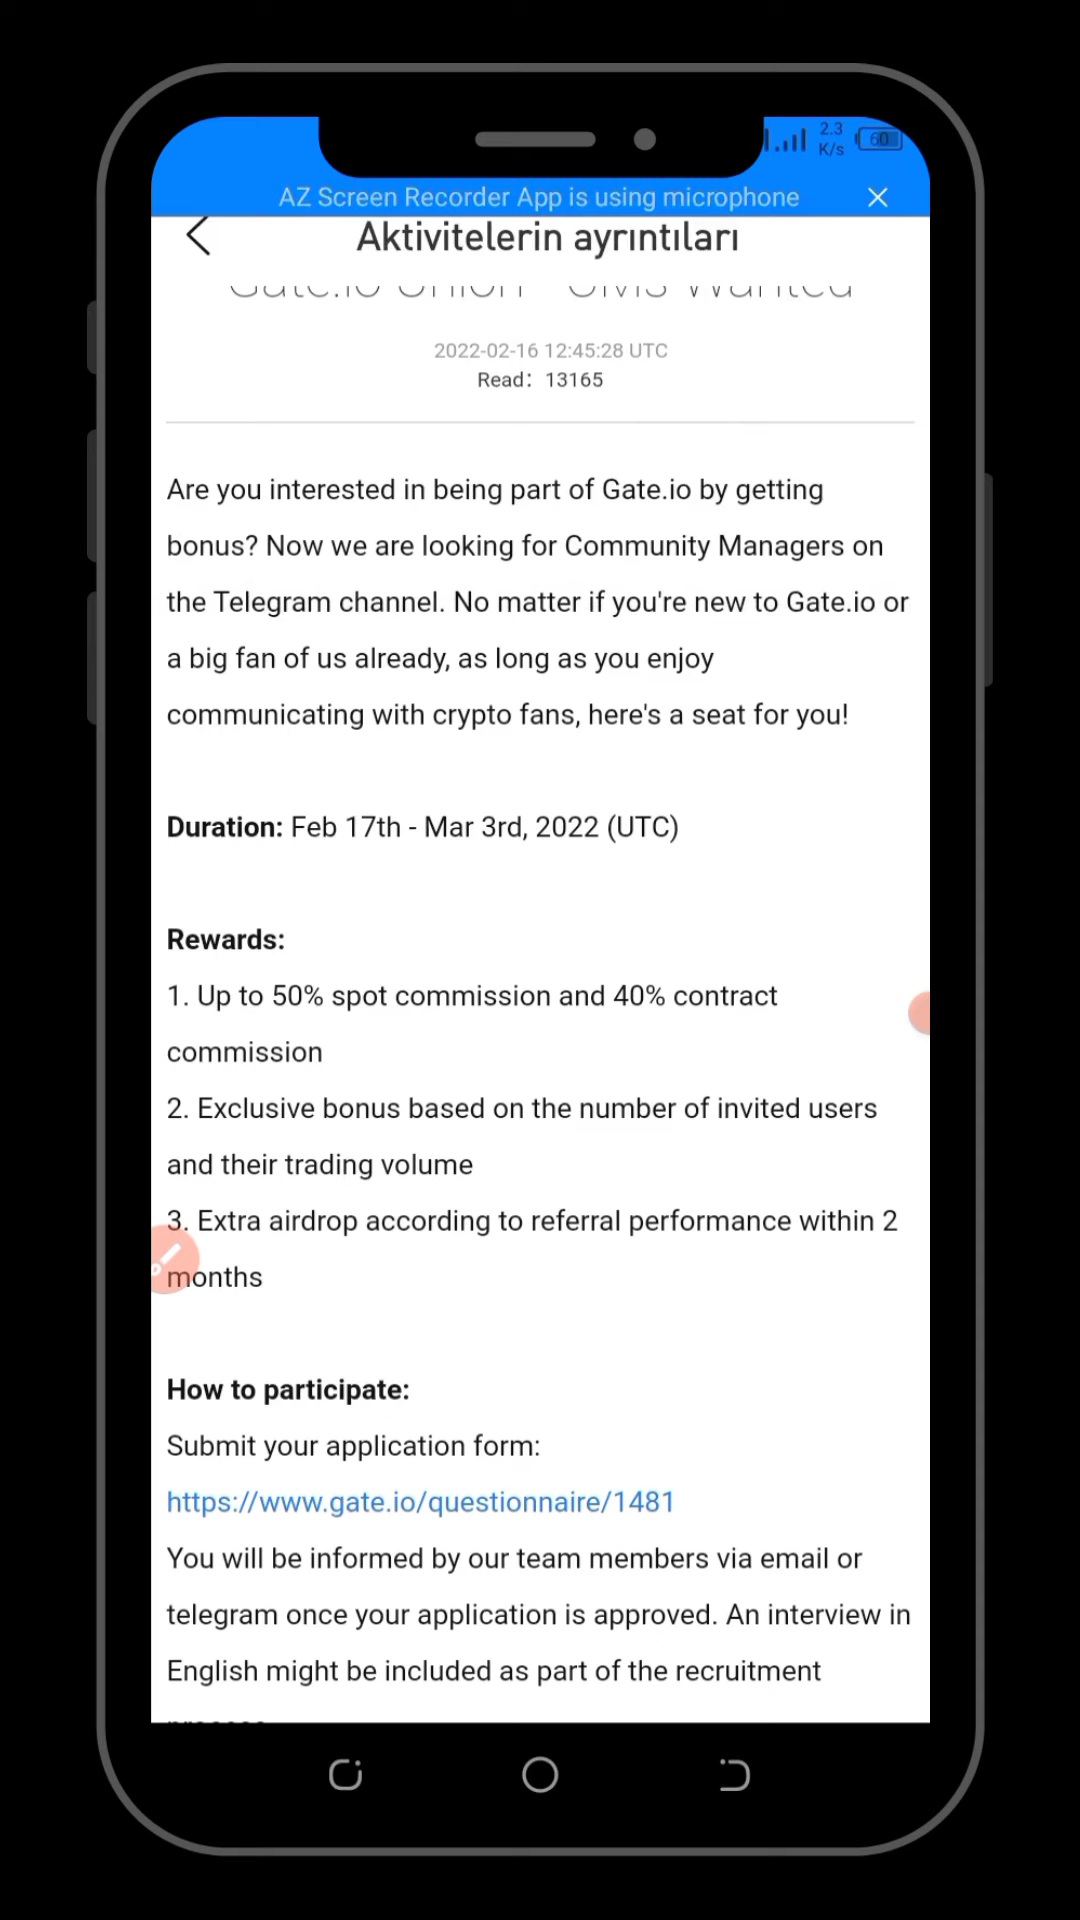 2.3
K/s
60
AZ Screen Recorder App is using microphone
Aktivitelerin ayrıntıları
Gate.io Union - CMs Wanted
2022-02-16 12:45:28 UTC
Read: 13165
Are you interested in being part of Gate.io by getting
bonus? Now we are looking for Community Managers on
the Telegram channel. No matter if you're new to Gate.io or
a big fan of us already, as long as you enjoy
communicating with crypto fans, here's a seat for you!
Duration: Feb 17th - Mar 3rd, 2022 (UTC)
Rewards:
1. Up to 50% spot commission and 40% contract
commission
2. Exclusive bonus based on the number of invited users
and their trading volume
3. Extra airdrop according to referral performance within 2
months
How to participate:
Submit your application form:
https://www.gate.io/questionnaire/1481
You will be informed by our team members via email or
telegram once your application is approved. An interview in
English might be included as part of the recruitment